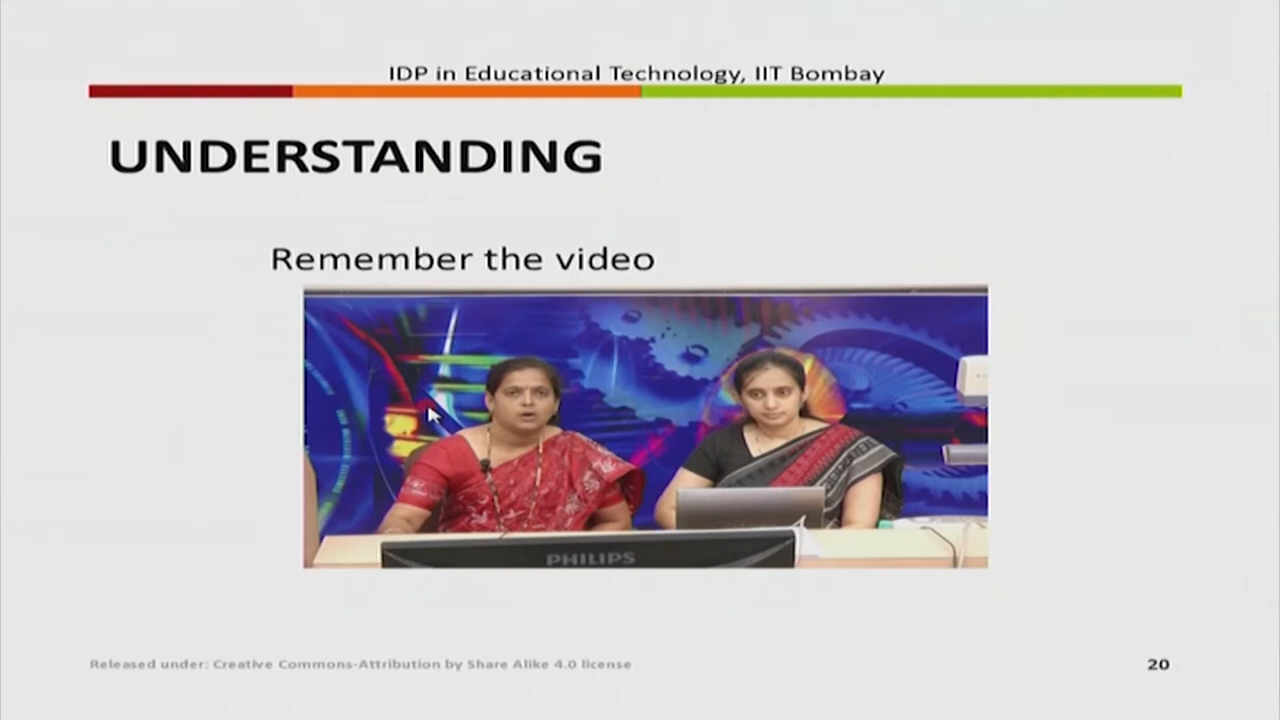 IDP in Educational Technology, IIT Bombay
UNDERSTANDING
Remember the video
PHILIPS
Released under: Creative Commons-Attribution by Share Alike 4.0 license
20